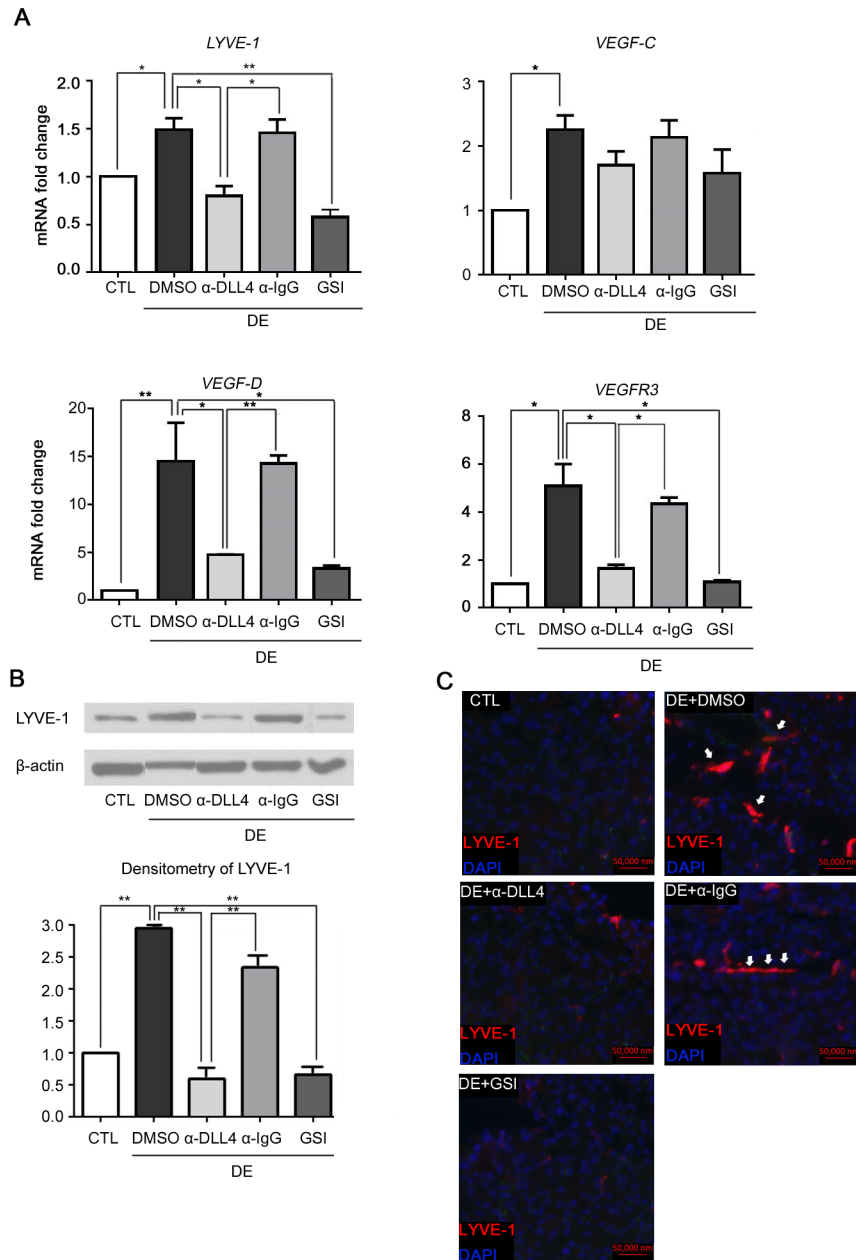 A
LYVE-1
* * * **
mRNA fold change
2.0
1.5
1.0
0.5
0.0
CTL DMSO α-DLL4 α-IgG GSI
DE
VEGF-C
*
3
2
1
0
CTL DMSO α-DLL4 α-IgG GSI
DE
VEGF-D
** * ** *
mRNA fold change
20
15
10
5
0
CTL DMSO α-DLL4 α-IgG GSI
DE
VEGFR3
* * * *
8
6
4
2
0
CTL DMSO α-DLL4 α-IgG GSI
DE
B
LYVE-1
β-actin
CTL DMSO α-DLL4 α-IgG GSI
DE
Densitometry of LYVE-1
** ** ** **
3.0
2.5
2.0
1.5
1.0
0.5
0.0
CTL DMSO α-DLL4 α-IgG GSI
DE
C
CTL
LYVE-1
DAPI
50,000 nm
DE+DMSO
LYVE-1
DAPI
50,000 nm
DE+α-DLL4
LYVE-1
DAPI
50,000 nm
DE+α-IgG
LYVE-1
DAPI
50,000 nm
DE+GSI
LYVE-1
DAPI
50,000 nm